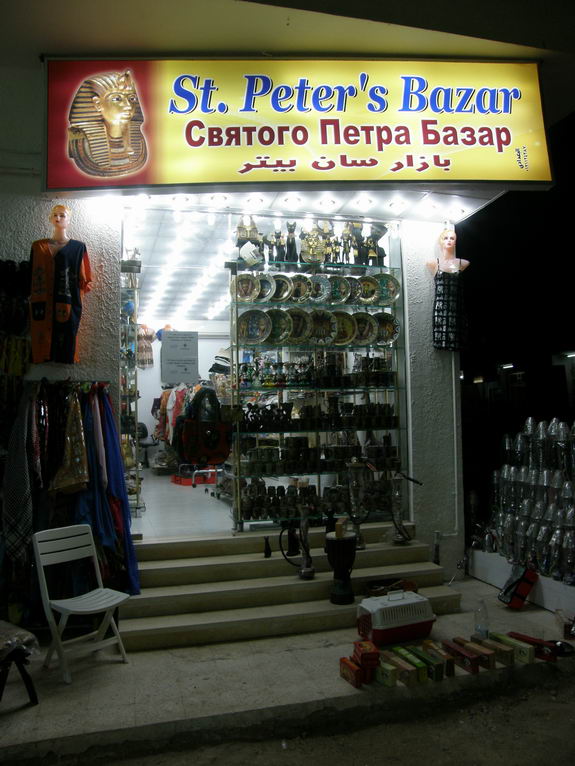 St. Peter's Bazar
Святого Петра Базар
بازار سان بيتر